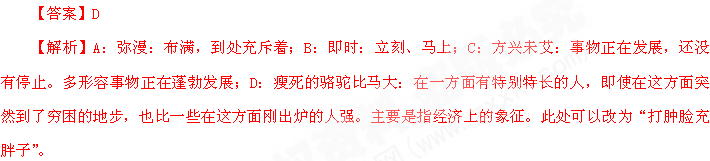 【答案】D
【解析】A：弥漫：布满，到处充斥着；B：即时：立刻、马上；C：方兴未艾：事物正在发展，还没
有停止。多形容事物正在蓬勃发展；D：瘦死的骆驼比马大：在一方面有特别特长的人，即使在这方面突
然到了穷困的地步，也比一些在这方面刚出炉的人强。主要是指经济上的象征。此处可以改为“打肿脸充
胖子”。